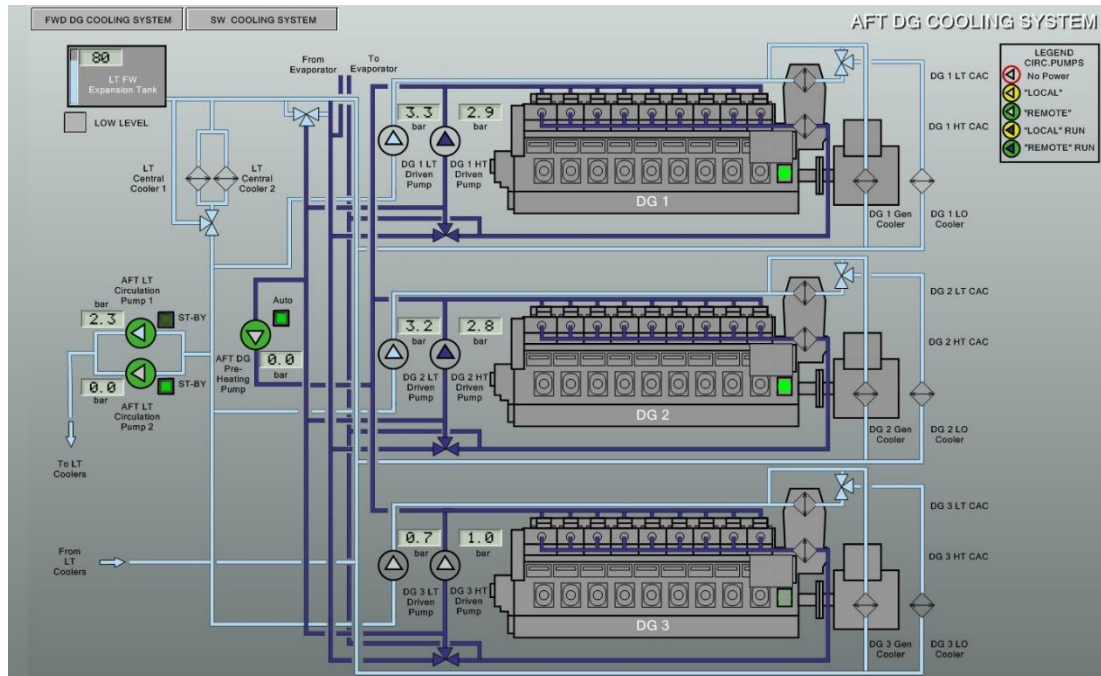 FWD DG COOLING SYSTEM
SW COOLING SYSTEM
AFT DG COOLING SYSTEM
80
LT FW
Expansion Tank
LOW LEVEL
From
Evaporator
To
Evaporator
LEGEND
CIRC.PUMPS
No Power
"LOCAL"
"REMOTE"
"LOCAL" RUN
"REMOTE" RUN
3.3
bar
2.9
bar
DG 1 LT
Driven
Pump
DG 1 HT
Driven
Pump
DG 1
DG 1 LT CAC
DG 1 HT CAC
DG 1 Gen
Cooler
DG 1 LO
Cooler
LT
Central
Cooler 1
LT
Central
Cooler 2
AFT LT
Circulation
Pump 1
bar
2.3
ST-BY
0.0
bar
ST-BY
AFT LT
Circulation
Pump 2
Auto
AFT DG
Pre-
Heating
Pump
0.0
bar
3.2
bar
2.8
bar
DG 2 LT
Driven
Pump
DG 2 HT
Driven
Pump
DG 2
DG 2 LT CAC
DG 2 HT CAC
DG 2 Gen
Cooler
DG 2 LO
Cooler
To LT
Coolers
From
LT
Coolers
0.7
bar
1.0
bar
DG 3 LT
Driven
Pump
DG 3 HT
Driven
Pump
DG 3
DG 3 LT CAC
DG 3 HT CAC
DG 3 Gen
Cooler
DG 3 LO
Cooler